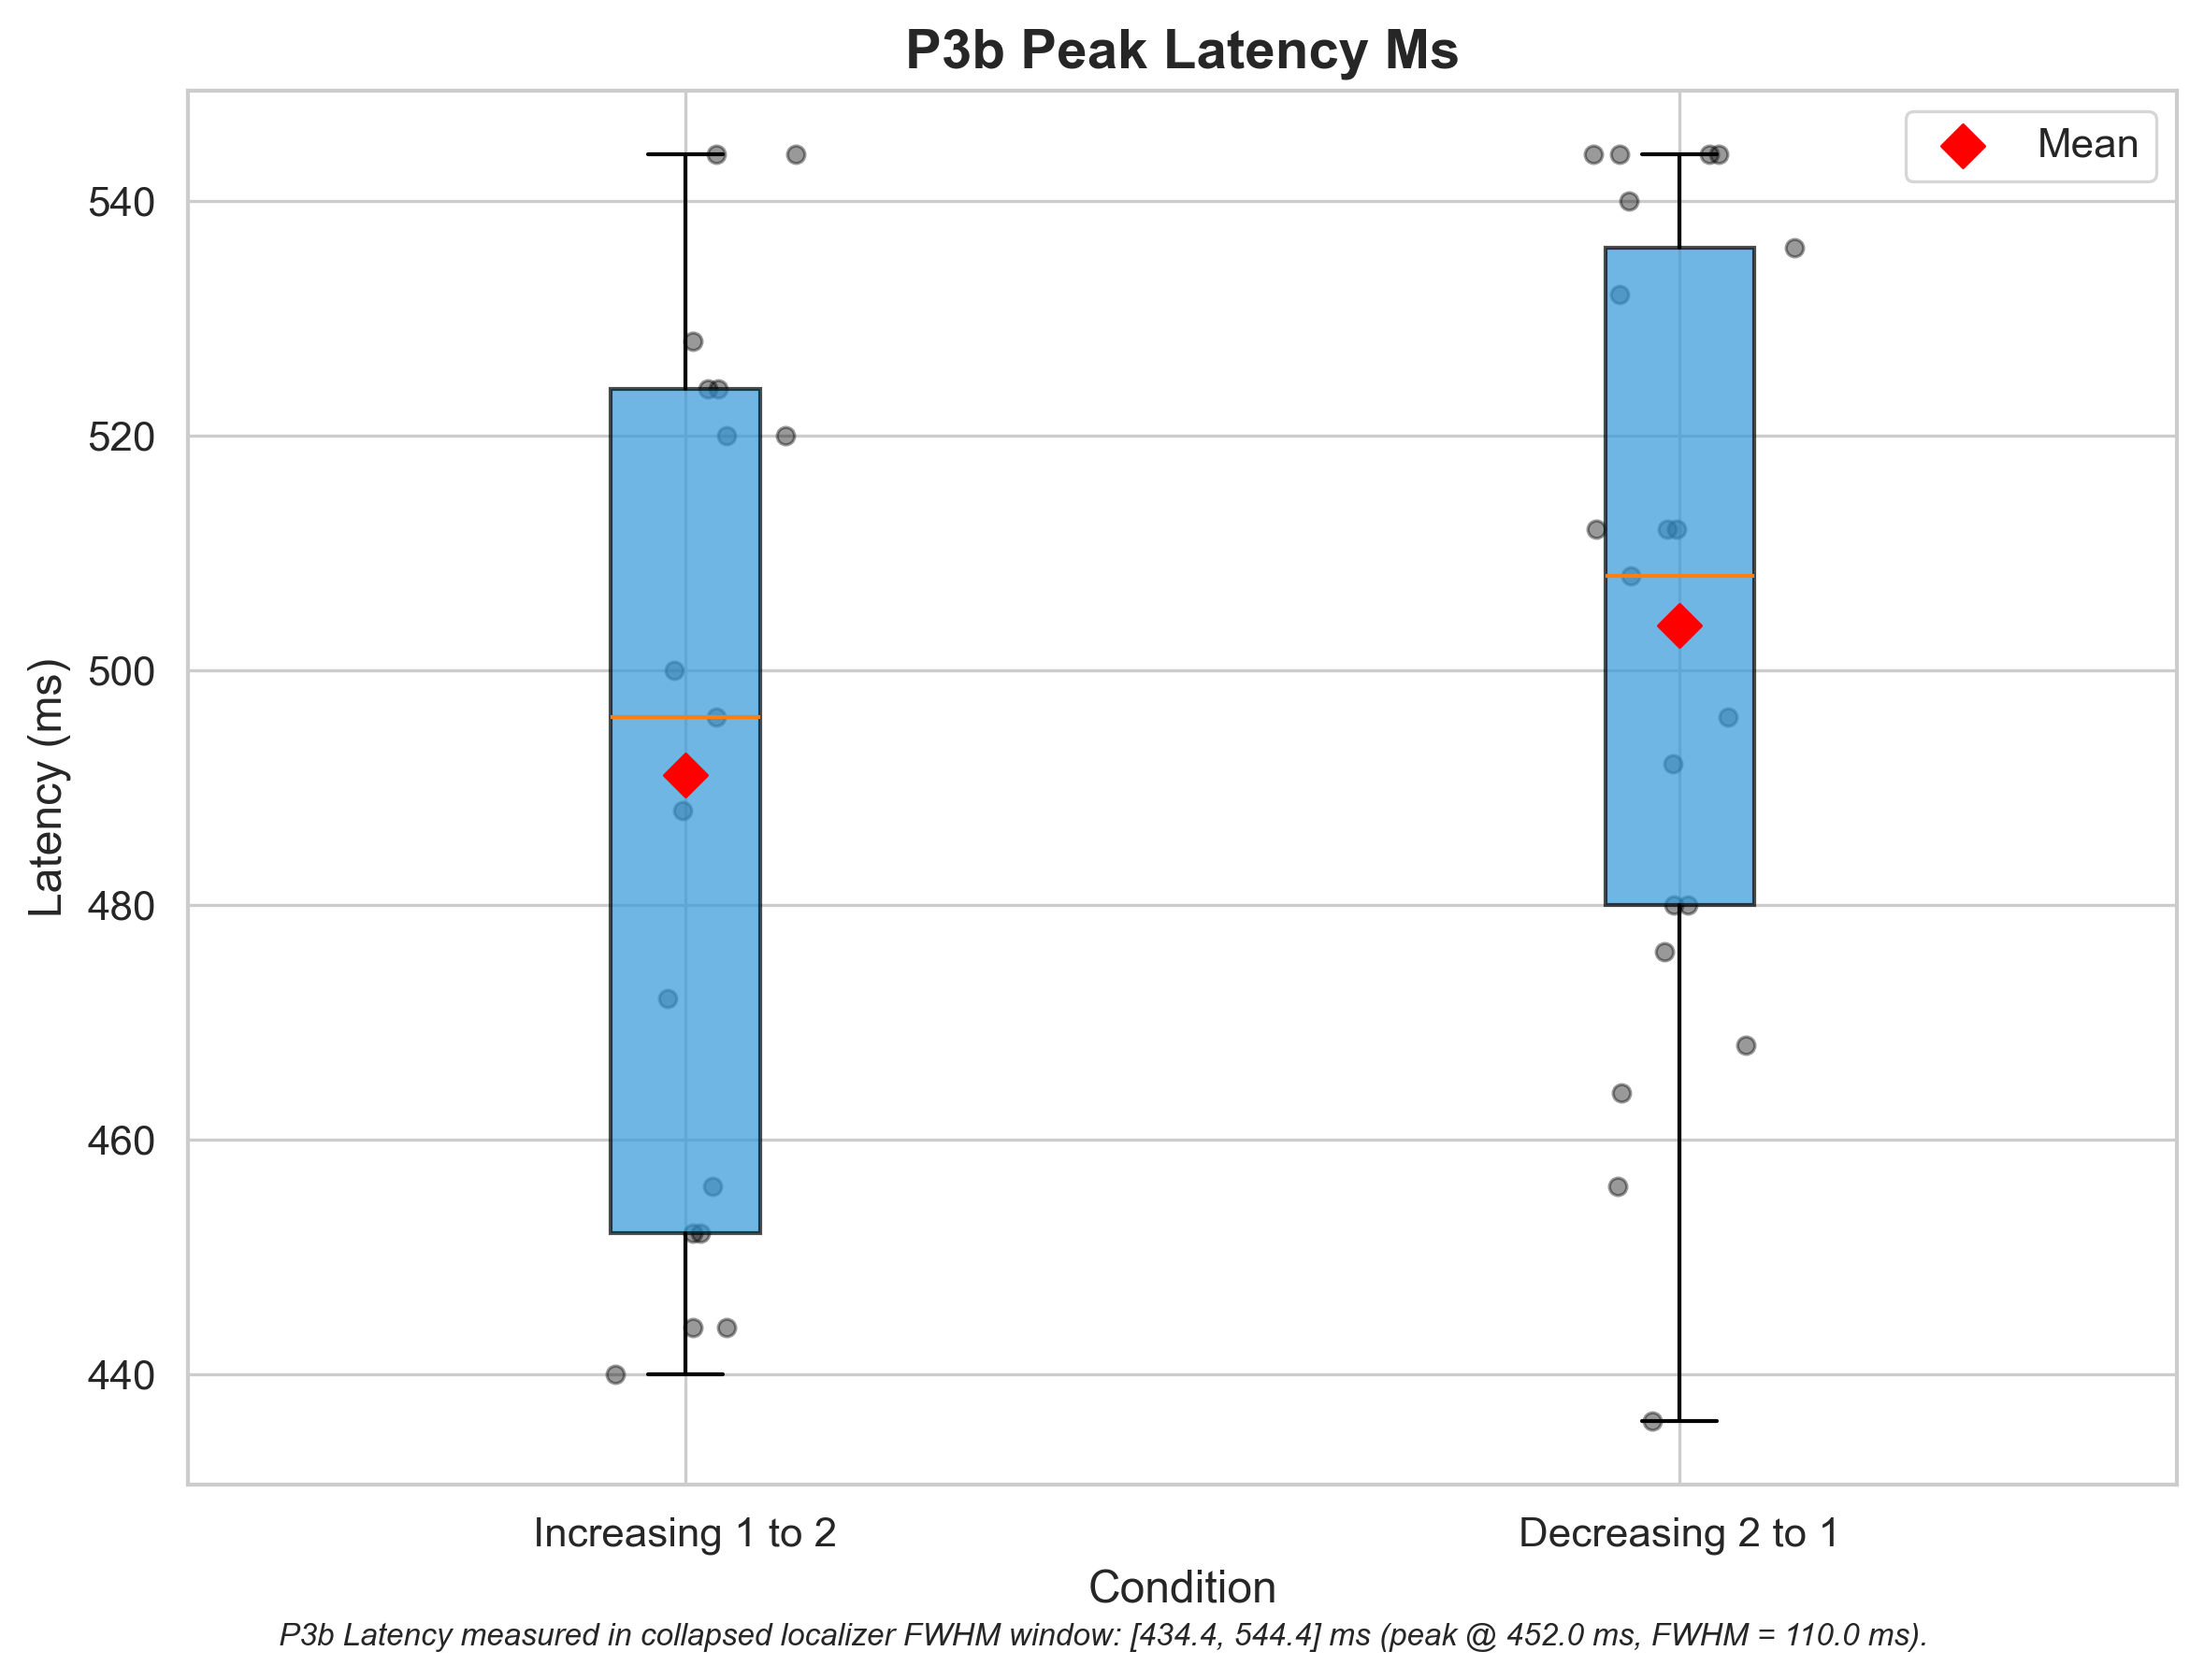 P3b Peak Latency Ms
Mean
540
520
500
480
460
440
Latency (ms)
Increasing 1 to 2
Decreasing 2 to 1
Condition
P3b Latency measured in collapsed localizer FWHM window: [434.4, 544.4] ms (peak @ 452.0 ms, FWHM = 110.0 ms).